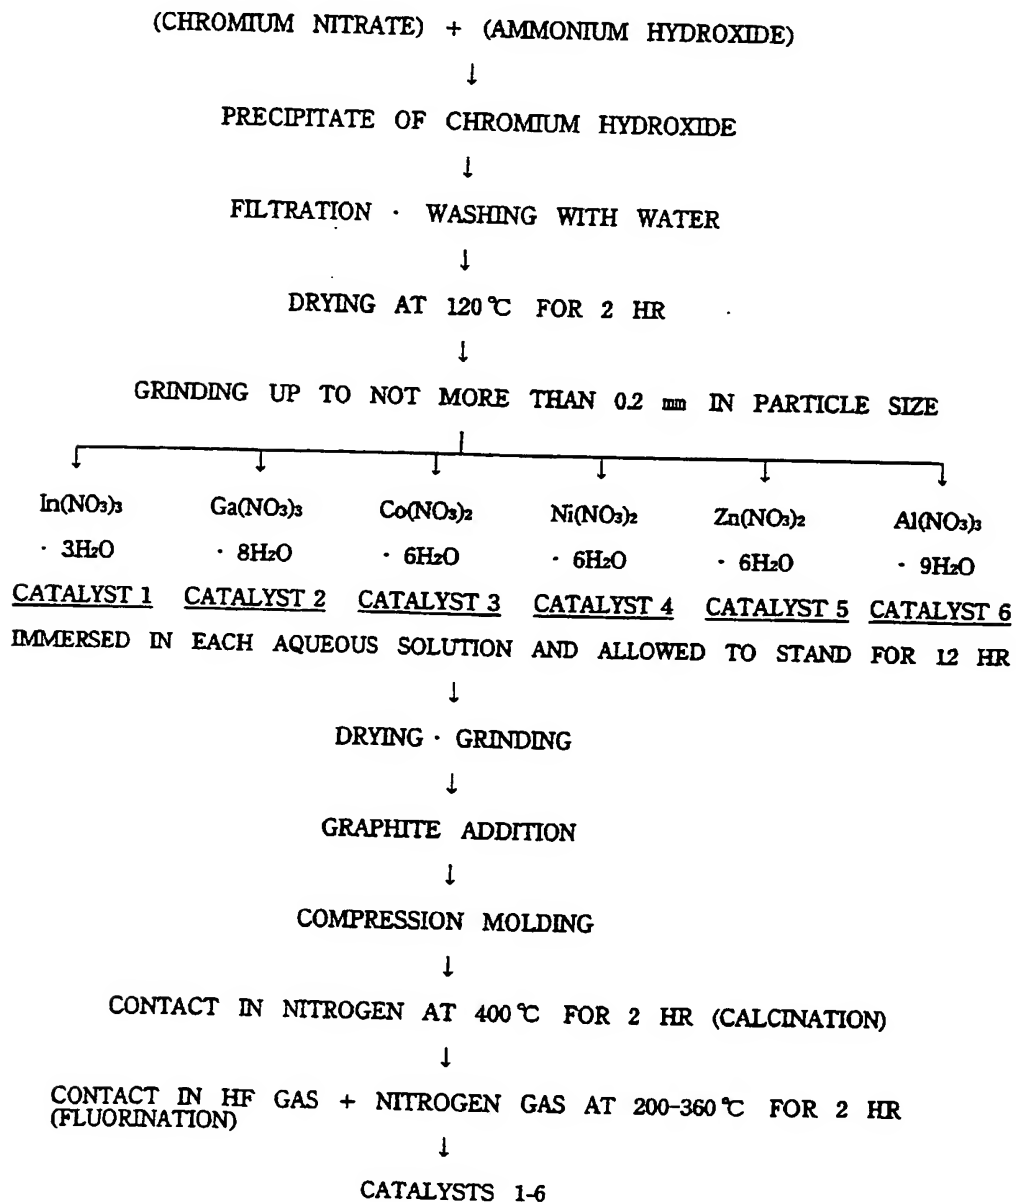 (CHROMIUM NITRATE) + (AMMONIUM HYDROXIDE)
↓
PRECIPITATE OF CHROMIUM HYDROXIDE
↓
FILTRATION · WASHING WITH WATER
↓
DRYING AT 120℃ FOR 2 HR
↓
GRINDING UP TO NOT MORE THAN 0.2 mm IN PARTICLE SIZE
In(NO₃)₃ Ga(NO₃)₃ Co(NO₃)₂ Ni(NO₃)₂ Zn(NO₃)₂ Al(NO₃)₃
· 3H₂O · 8H₂O · 6H₂O · 6H₂O · 6H₂O · 9H₂O
CATALYST 1 CATALYST 2 CATALYST 3 CATALYST 4 CATALYST 5 CATALYST 6
IMMERSED IN EACH AQUEOUS SOLUTION AND ALLOWED TO STAND FOR 12 HR
↓
DRYING · GRINDING
↓
GRAPHITE ADDITION
↓
COMPRESSION MOLDING
↓
CONTACT IN NITROGEN AT 400℃ FOR 2 HR (CALCINATION)
↓
CONTACT IN HF GAS + NITROGEN GAS AT 200-360℃ FOR 2 HR
(FLUORINATION)
↓
CATALYSTS 1-6